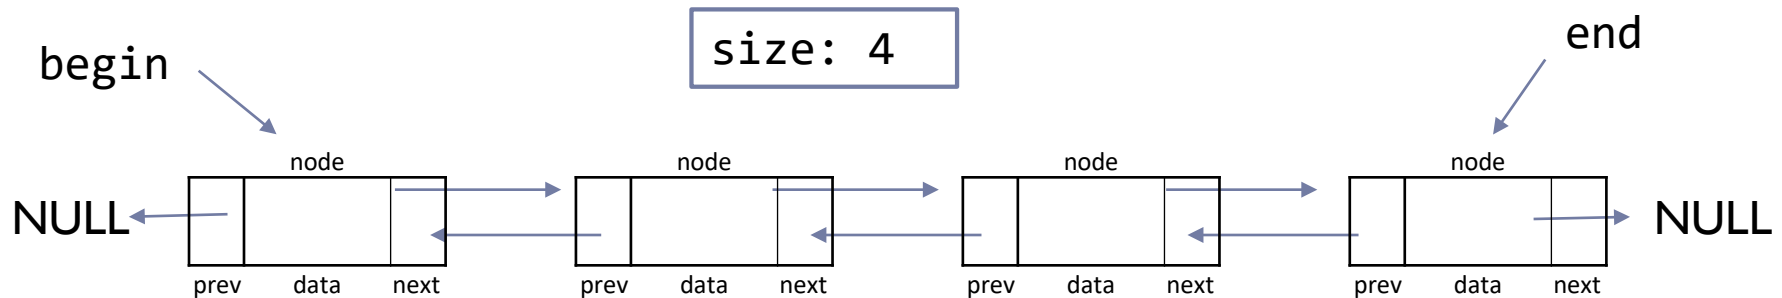 begin
size: 4
end
node node node node
NULL NULL
prev data next prev data next prev data next prev data next